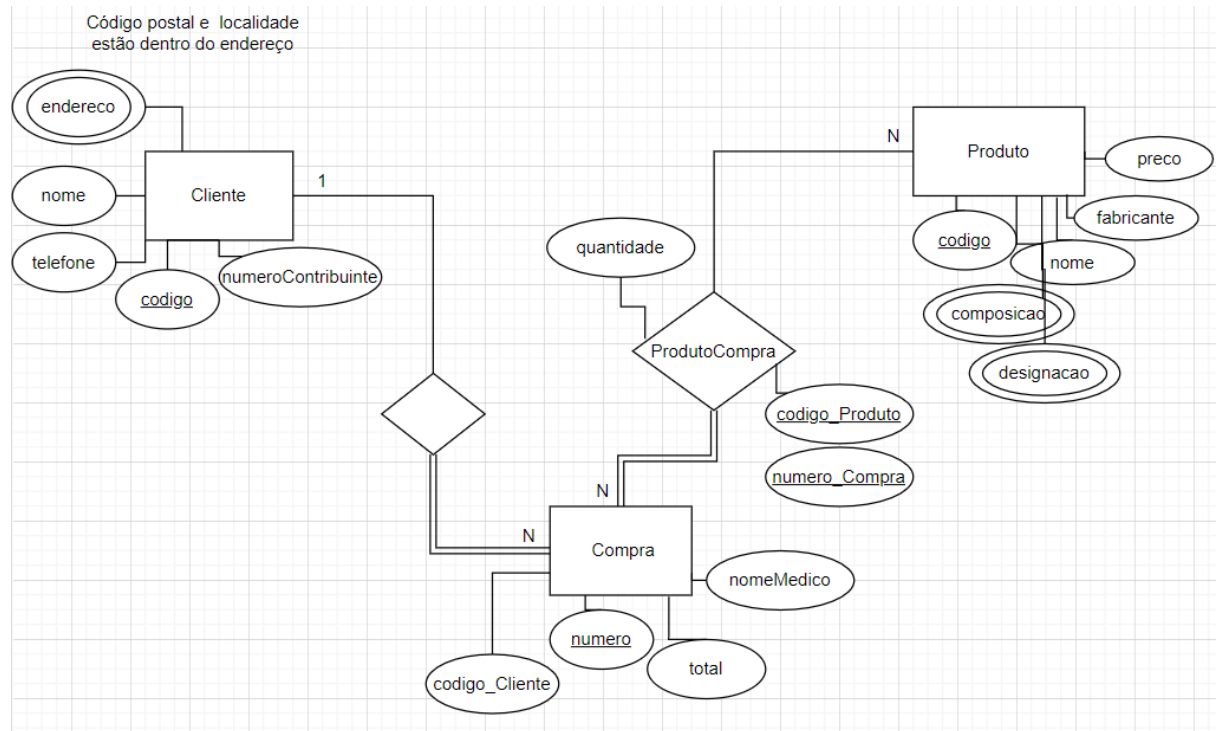 Código postal e localidade
estão dentro do endereço
endereco
N
Produto
preco
1
nome
Cliente
fabricante
quantidade
codigo
telefone
nome
numeroContribuinte
codigo
composicao
ProdutoCompra
designacao
codigo_Produto
numero_Compra
N
N
Compra
nomeMedico
numero
total
codigo_Cliente